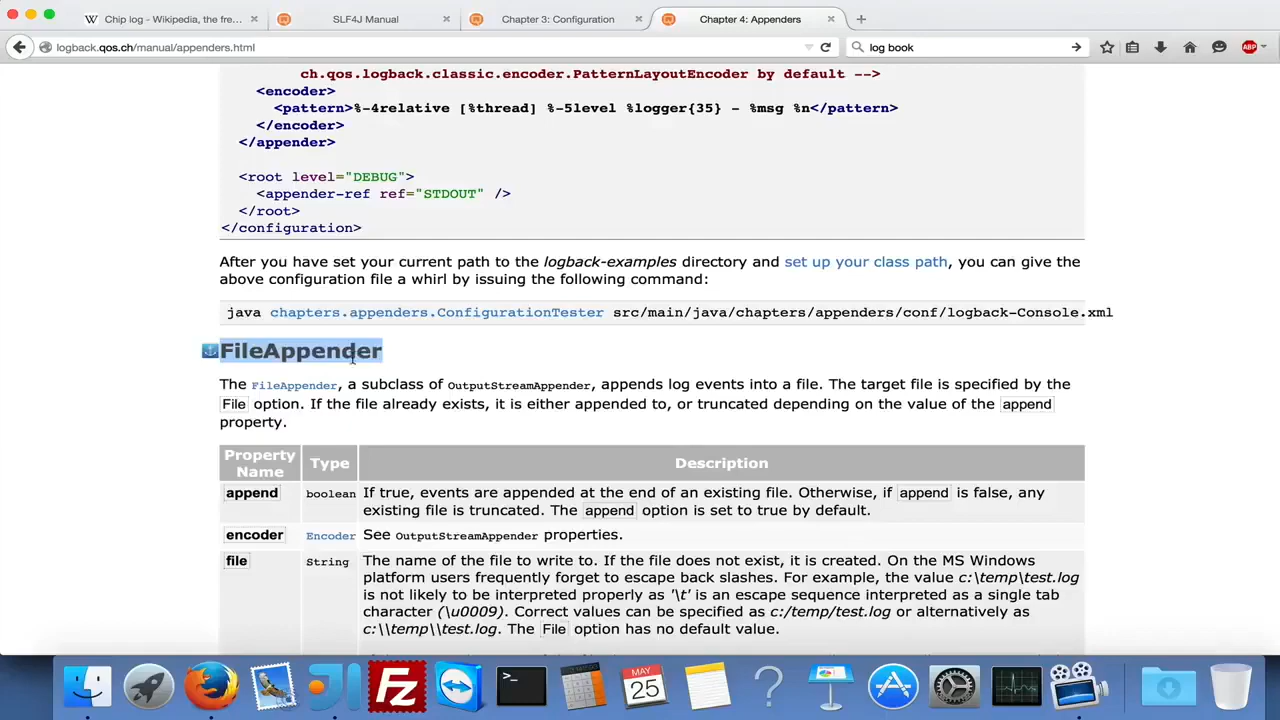 Chip log - Wikipedia, the fre...
SLF4J Manual
Chapter 3: Configuration
Chapter 4: Appenders
logback.qos.ch/manual/appenders.html
log book
ABP
ch.qos.logback.classic.encoder.PatternLayoutEncoder by default -->
<encoder>
<pattern>%-4relative [%thread] %-5level %logger{35} - %msg %n</pattern>
</encoder>
</appender>
<root level="DEBUG">
<appender-ref ref="STDOUT" />
</root>
</configuration>
After you have set your current path to the logback-examples directory and set up your class path, you can give the
above configuration file a whirl by issuing the following command:
java chapters.appenders.ConfigurationTester src/main/java/chapters/appenders/conf/logback-Console.xml
FileAppender
The FileAppender, a subclass of OutputStreamAppender, appends log events into a file. The target file is specified by the
File option. If the file already exists, it is either appended to, or truncated depending on the value of the append
property.
Property
Name
Type
Description
append
boolean
If true, events are appended at the end of an existing file. Otherwise, if append is false, any
existing file is truncated. The append option is set to true by default.
encoder
Encoder
See OutputStreamAppender properties.
file
String
The name of the file to write to. If the file does not exist, it is created. On the MS Windows
platform users frequently forget to escape back slashes. For example, the value c:\temp\test.log
is not likely to be interpreted properly as '\t' is an escape sequence interpreted as a single tab
character (\u0009). Correct values can be specified as c:/temp/test.log or alternatively as
c:\\temp\\test.log. The File option has no default value.
Fz
>_
MAY
25
?